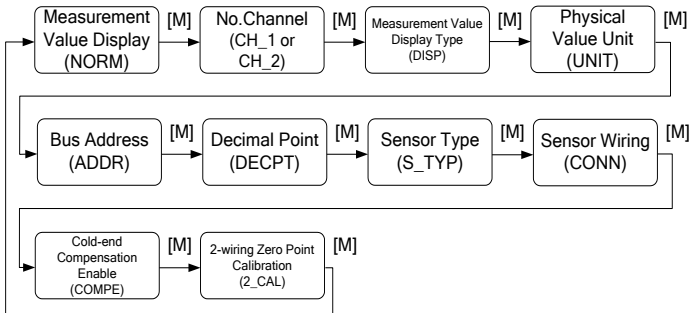 Measurement
Value Display
(NORM)
[M]
No.Channel
(CH_1 or
CH_2)
[M]
Measurement Value
Display Type
(DISP)
[M]
Physical
Value Unit
(UNIT)
[M]
Bus Address
(ADDR)
[M]
Decimal Point
(DECPT)
[M]
Sensor Type
(S_TYP)
[M]
Sensor Wiring
(CONN)
[M]
Cold-end
Compensation
Enable
(COMPE)
[M]
2-wiring Zero Point
Calibration
(2_CAL)
[M]